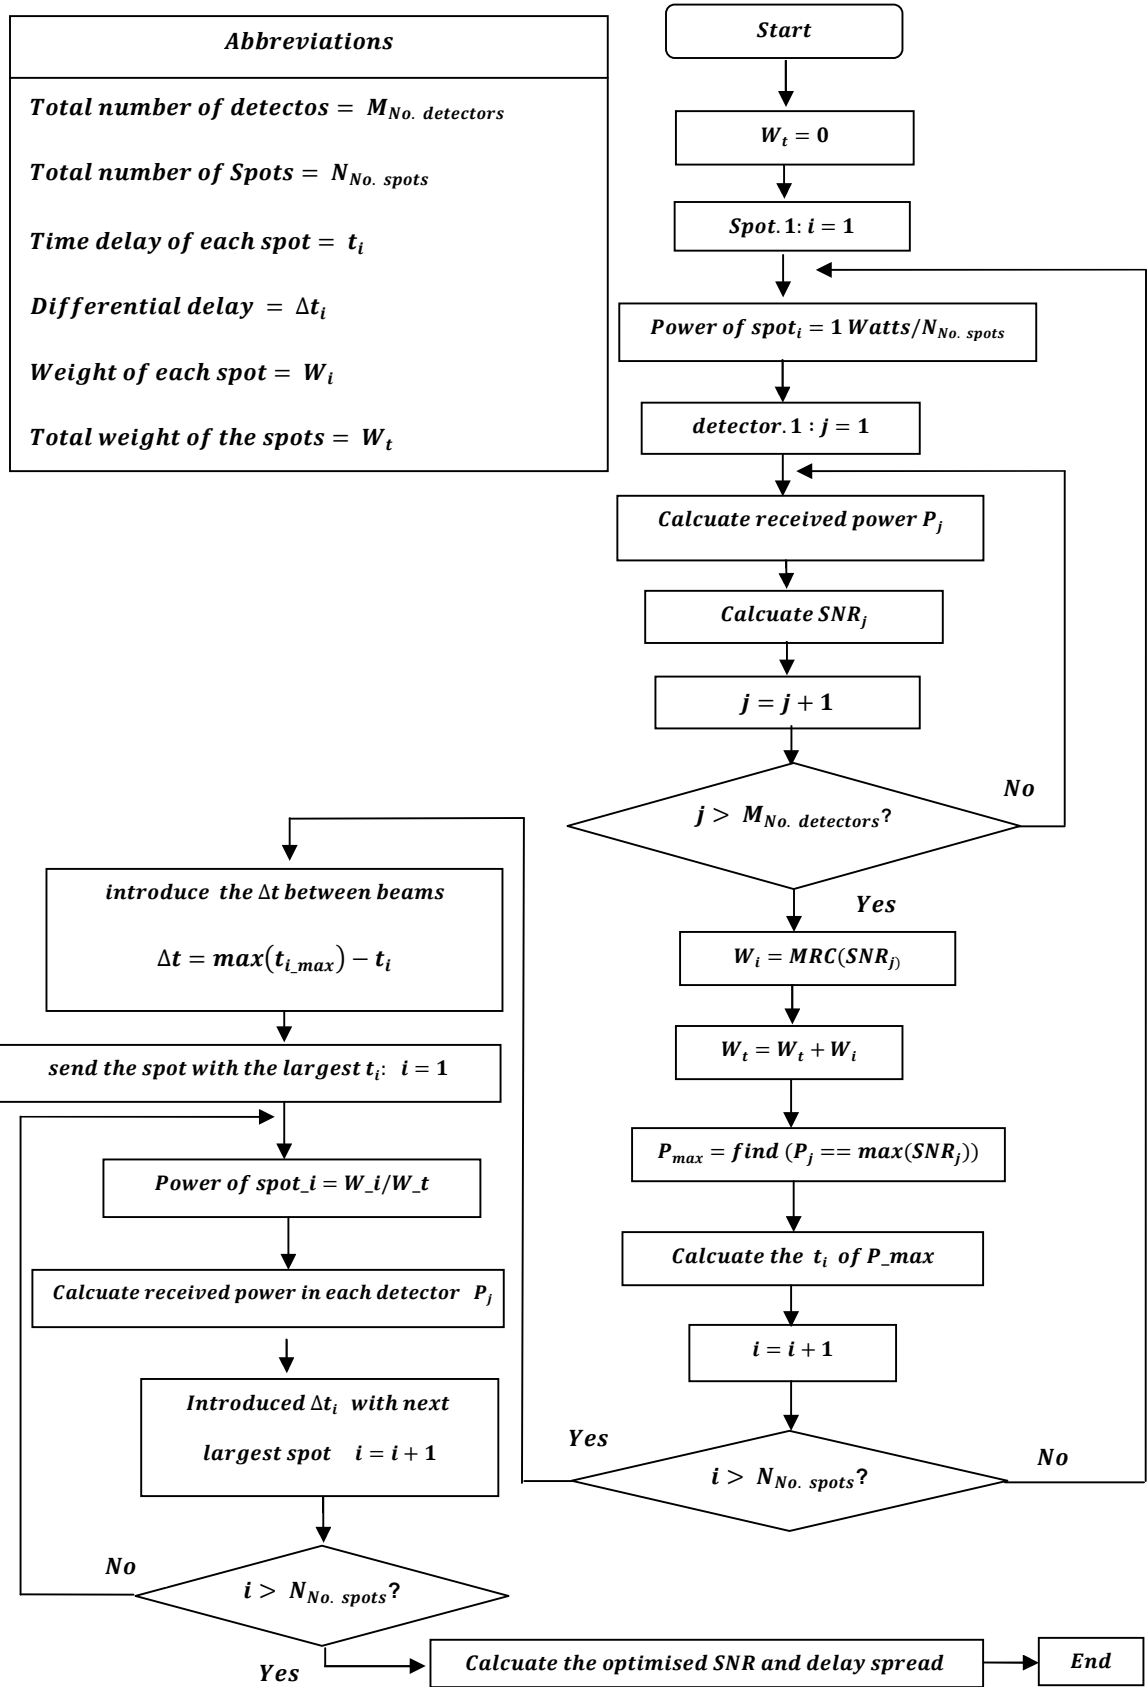 Abbreviations
Total number of detectos = M_No. detectors
Total number of Spots = N_No. spots
Time delay of each spot = t_i
Differential delay = Δt_i
Weight of each spot = W_i
Total weight of the spots = W_t
Start
W_t = 0
Spot. 1: i = 1
Power of spot_i = 1 Watts/N_No. spots
detector. 1 : j = 1
Calcuate received power P_j
Calcuate SNR_j
j = j + 1
j > M_No. detectors?
No
Yes
W_i = MRC(SNR_j)
W_t = W_t + W_i
P_max = find (P_j == max(SNR_j))
Calcuate the t_i of P_max
i = i + 1
i > N_No. spots?
No
Yes
introduce the Δt between beams
Δt = max(t_i_max) − t_i
send the spot with the largest t_i: i = 1
Power of spot_i = W_i/W_t
Calcuate received power in each detector P_j
Introduced Δt_i with next
largest spot i = i + 1
i > N_No. spots?
No
Yes
Calcuate the optimised SNR and delay spread
End